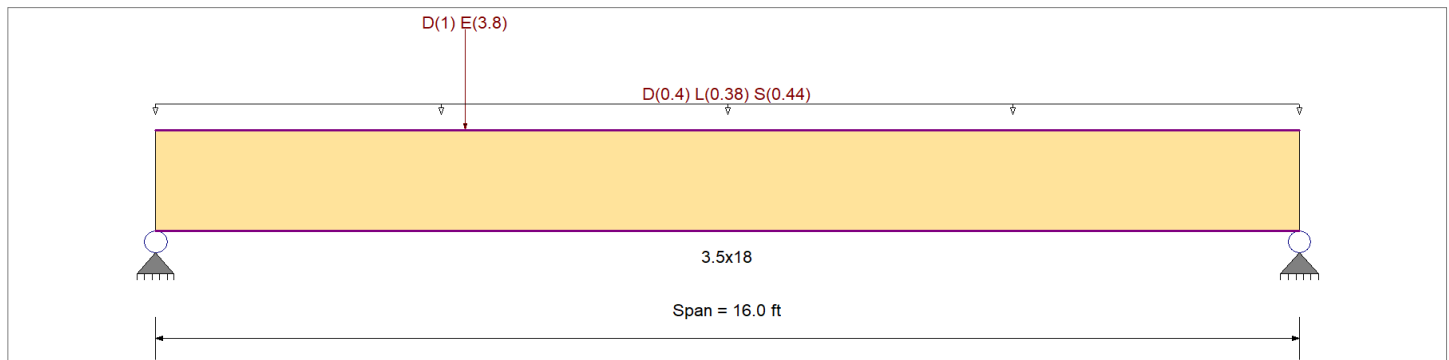 D(1) E(3.8)
D(0.4) L(0.38) S(0.44)
3.5x18
Span = 16.0 ft